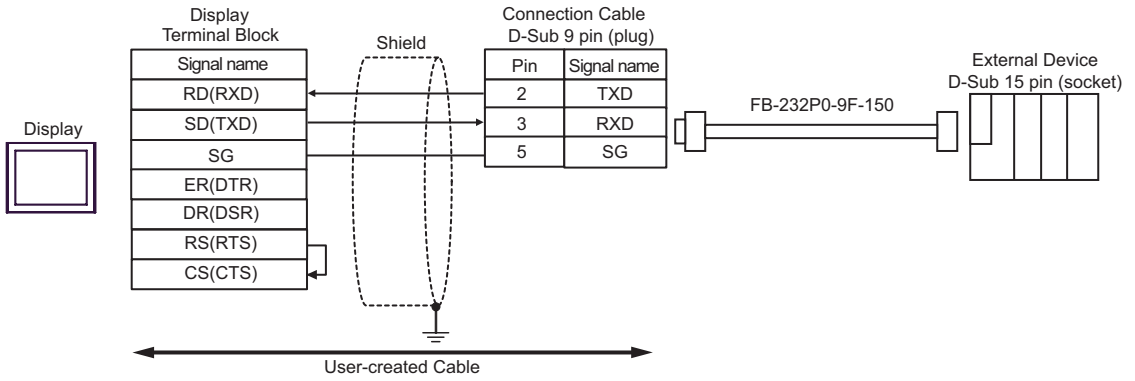 Display
Display
Terminal Block
Signal name
RD(RXD)
SD(TXD)
SG
ER(DTR)
DR(DSR)
RS(RTS)
CS(CTS)
Shield
Connection Cable
D-Sub 9 pin (plug)
Pin Signal name
2 TXD
3 RXD
5 SG
FB-232P0-9F-150
External Device
D-Sub 15 pin (socket)
User-created Cable